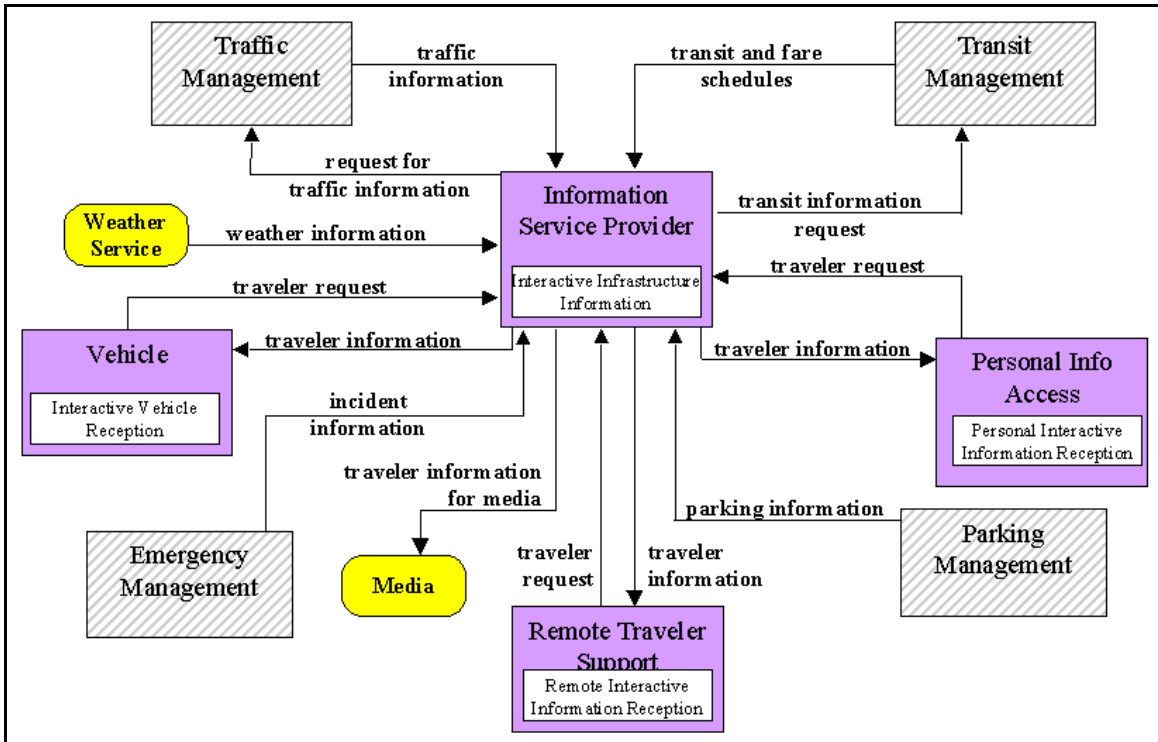 Traffic
Management
traffic
information
transit and fare
schedules
Transit
Management
request for
traffic information
Information
Service Provider
transit information
request
Weather
Service
weather information
traveler request
Interactive Infrastructure
Information
traveler request
Vehicle
Interactive Vehicle
Reception
traveler information
traveler information
Personal Info
Access
Personal Interactive
Information Reception
incident
information
traveler information
for media
parking information
Emergency
Management
Media
traveler
request
traveler
information
Parking
Management
Remote Traveler
Support
Remote Interactive
Information Reception